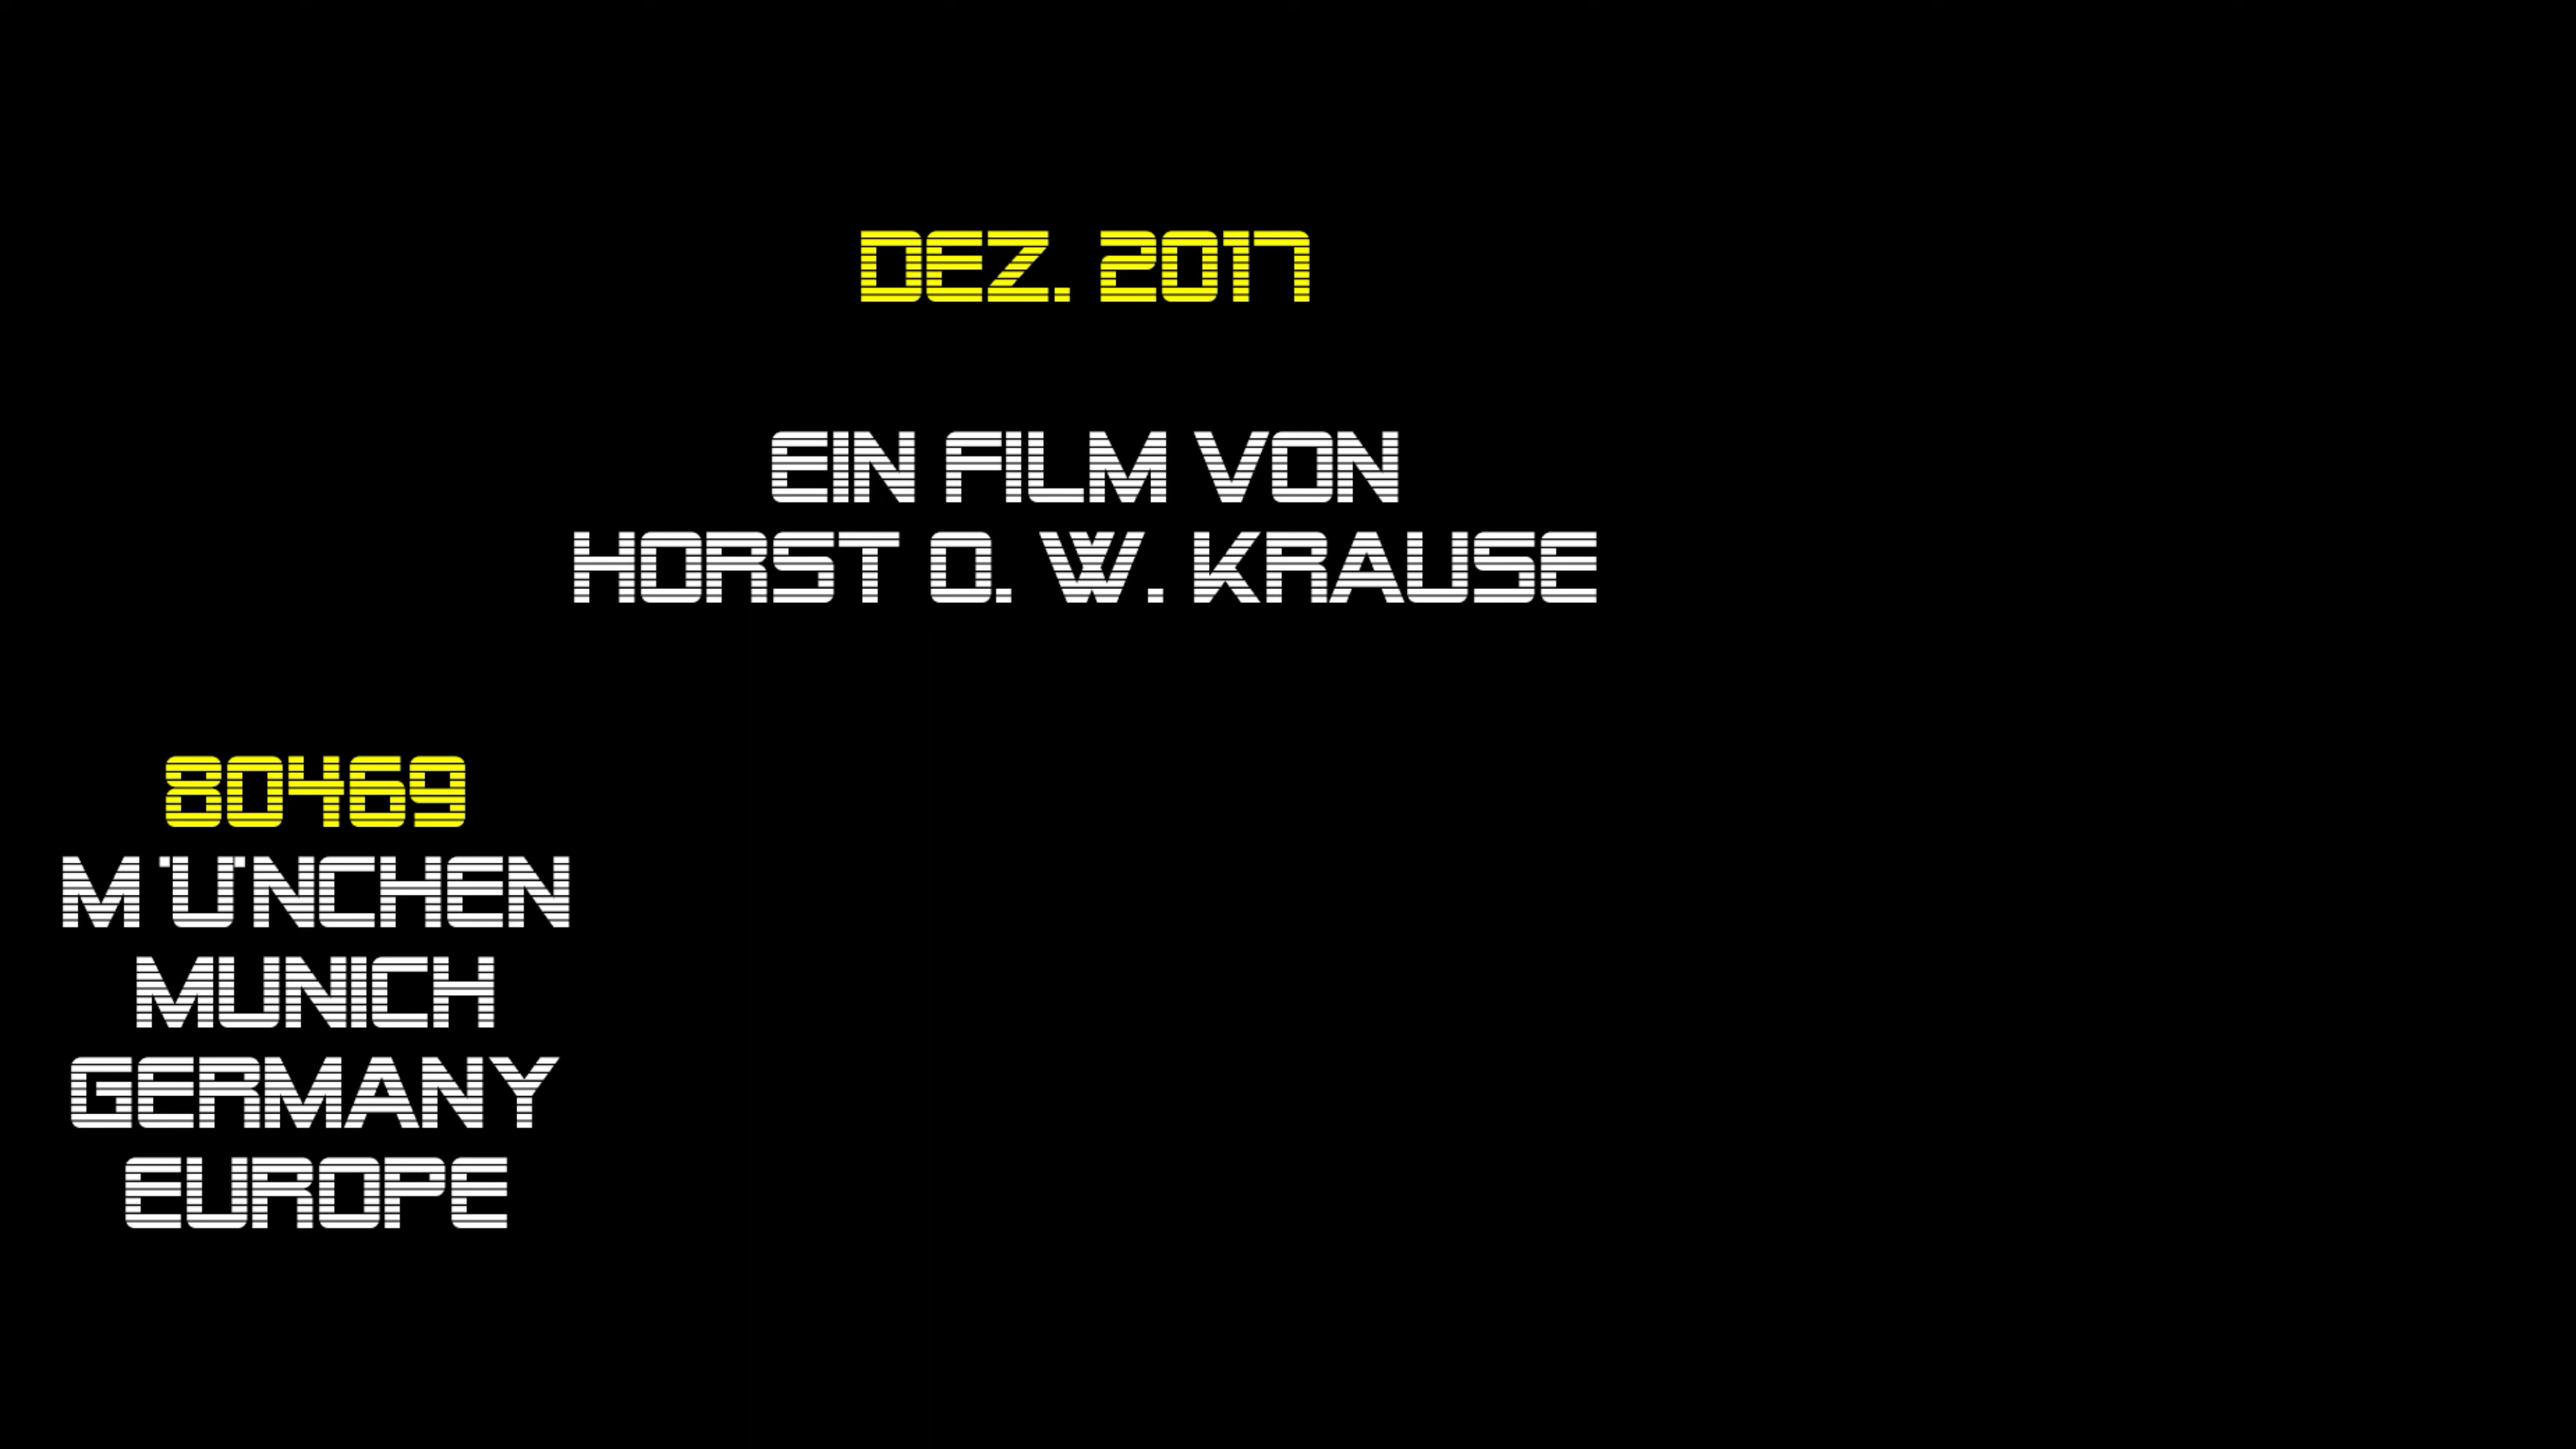 DEZ. 2017
EIN FILM VON
HORST O. W. KRAUSE
80469
MÜNCHEN
MUNICH
GERMANY
EUROPE